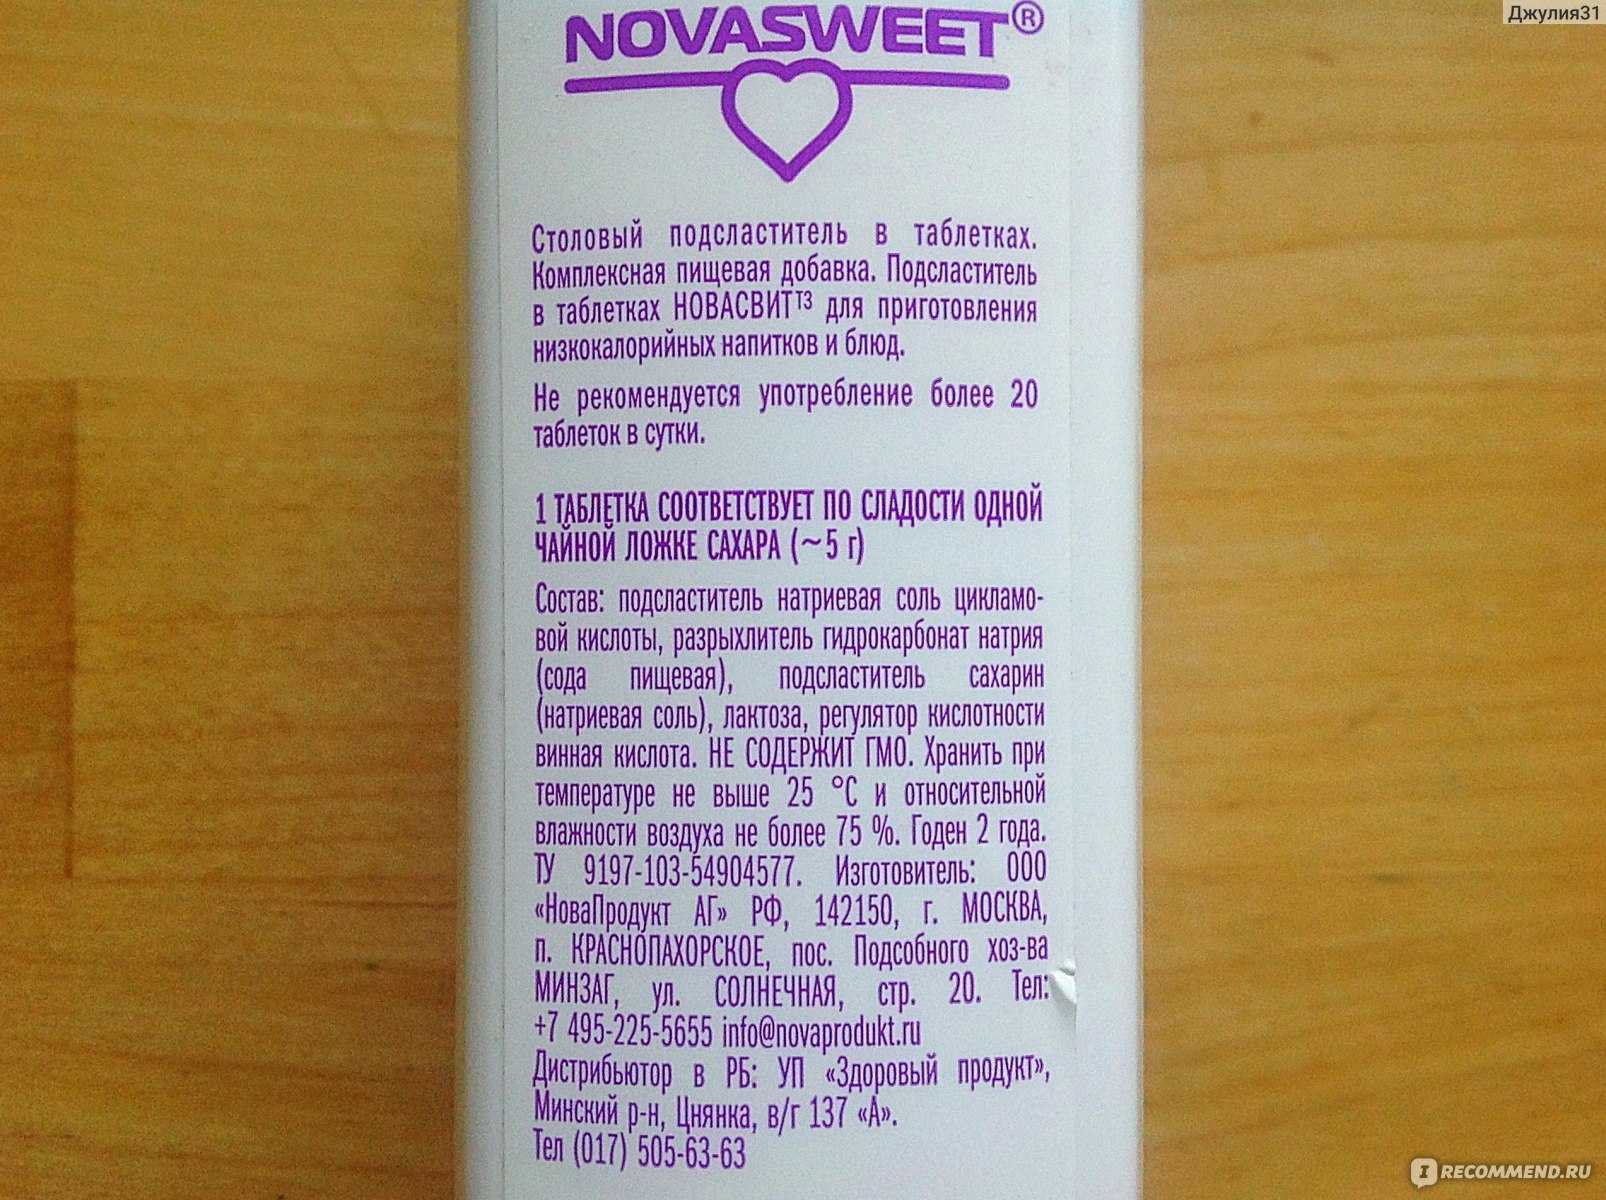 Джулия31
NOVASWEET®
Столовый подсластитель в таблетках.
Комплексная пищевая добавка. Подсластитель
в таблетках НОВАСВИТТЗ для приготовления
низкокалорийных напитков и блюд.
Не рекомендуется употребление более 20
таблеток в сутки.
1 ТАБЛЕТКА СООТВЕТСТВУЕТ ПО СЛАДОСТИ ОДНОЙ
ЧАЙНОЙ ЛОЖКЕ САХАРА (~5 г)
Состав: подсластитель натриевая соль цикламо-
вой кислоты, разрыхлитель гидрокарбонат натрия
(сода пищевая), подсластитель сахарин
(натриевая соль), лактоза, регулятор кислотности
винная кислота. НЕ СОДЕРЖИТ ГМО. Хранить при
температуре не выше 25 °С и относительной
влажности воздуха не более 75 %. Годен 2 года.
ТУ 9197-103-54904577. Изготовитель: ООО
«НоваПродукт АГ» РФ, 142150, г. МОСКВА,
п. КРАСНОПАХОРСКОЕ, пос. Подсобного хоз-ва
МИНЗАГ, ул. СОЛНЕЧНАЯ, стр. 20. Тел:
+7 495-225-5655 info@novaprodukt.ru
Дистрибьютор в РБ: УП «Здоровый продукт»,
Минский р-н, Цнянка, в/г 137 «А».
Тел (017) 505-63-63
IRECOMMEND.RU